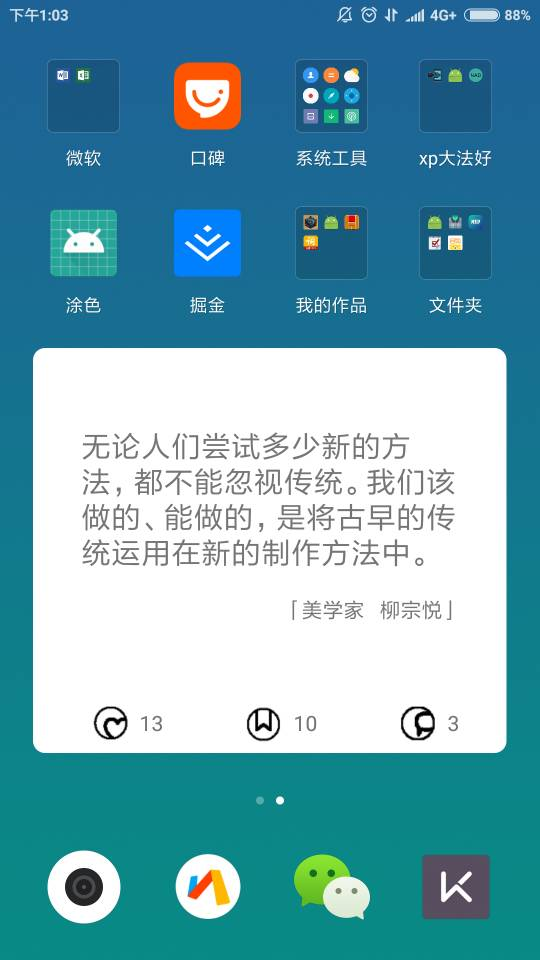 下午1:03 4G+ 88%
微软 口碑 系统工具 xp大法好
涂色 掘金 我的作品 文件夹
无论人们尝试多少新的方
法，都不能忽视传统。我们该
做的、能做的，是将古早的传
统运用在新的制作方法中。
「美学家 柳宗悦」
13 10 3